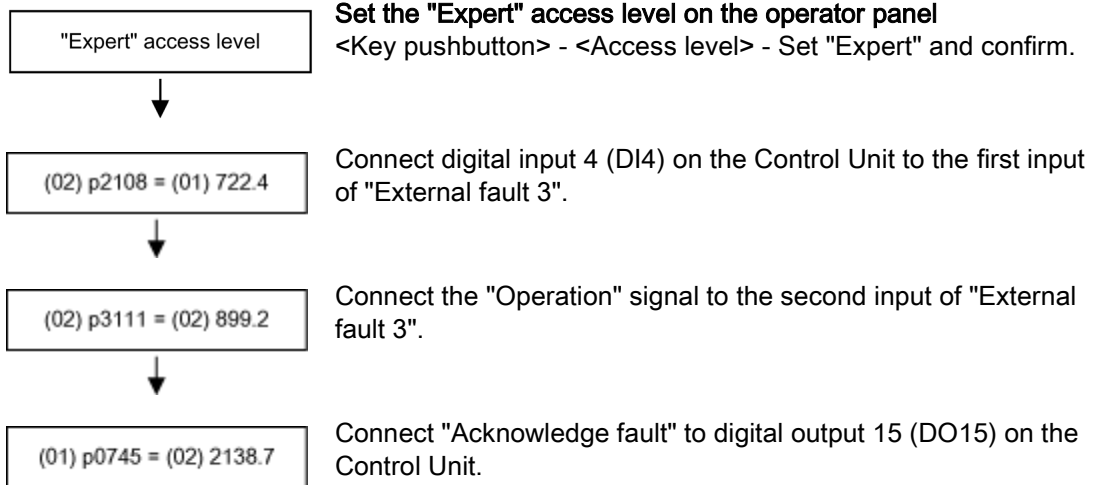 Set the "Expert" access level on the operator panel
"Expert" access level
<Key pushbutton> - <Access level> - Set "Expert" and confirm.
(02) p2108 = (01) 722.4
Connect digital input 4 (DI4) on the Control Unit to the first input
of "External fault 3".
(02) p3111 = (02) 899.2
Connect the "Operation" signal to the second input of "External
fault 3".
(01) p0745 = (02) 2138.7
Connect "Acknowledge fault" to digital output 15 (DO15) on the
Control Unit.